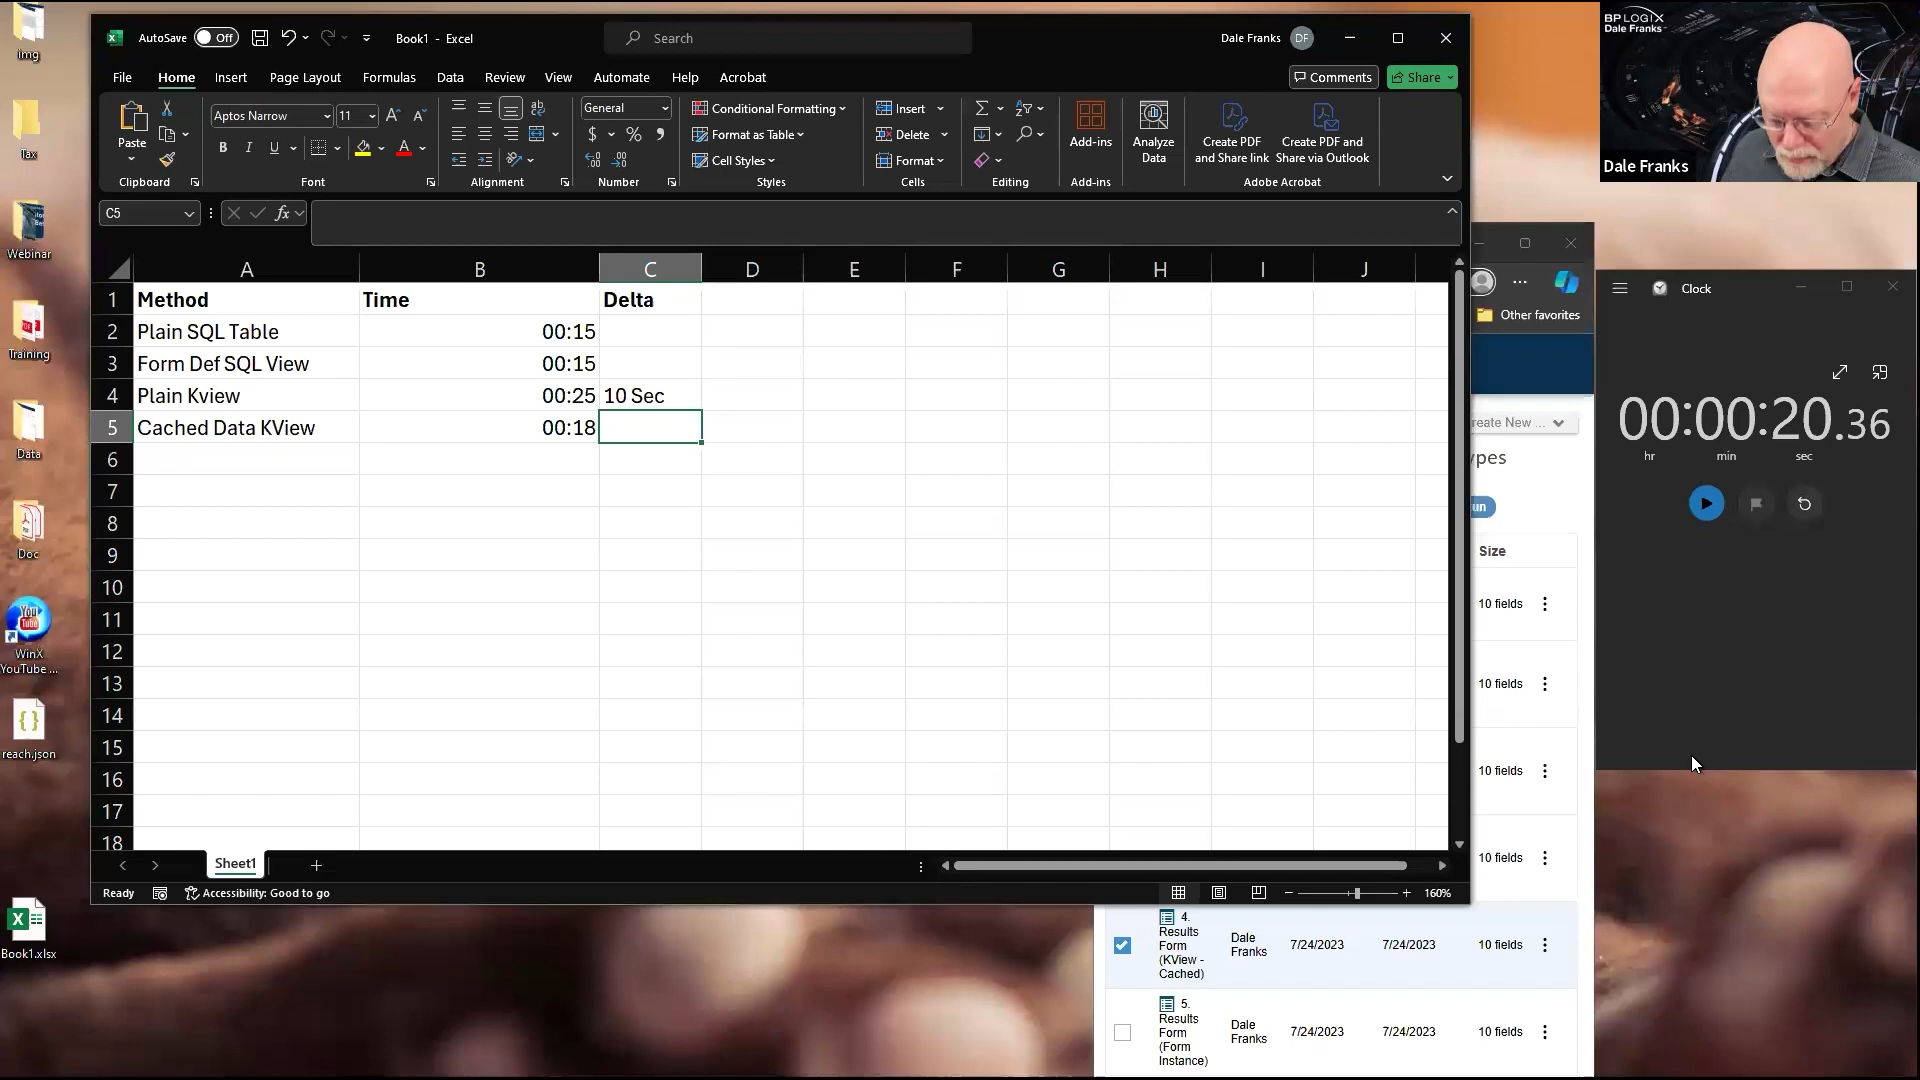 img
Tax
Webinar
Training
Data
Doc
You
Tube
WinX
YouTube ...
{ }
reach.json
Book1.xlsx
AutoSave Off
Book1 - Excel
Search
Dale Franks DF
File Home Insert Page Layout Formulas Data Review View Automate Help Acrobat
Comments
Share
Paste
Clipboard
Aptos Narrow 11
B I U
Font
Alignment
General
$ % ,
Number
Conditional Formatting
Format as Table
Cell Styles
Styles
Insert
Delete
Format
Cells
Editing
Add-ins
Add-ins
Analyze
Data
Create PDF
and Share link
Create PDF and
Share via Outlook
Adobe Acrobat
C5
fx
A B C D E F G H I J
1 Method Time Delta
2 Plain SQL Table 00:15
3 Form Def SQL View 00:15
4 Plain Kview 00:25 10 Sec
5 Cached Data KView 00:18
6
7
8
9
10
11
12
13
14
15
16
17
18
Sheet1
Ready
Accessibility: Good to go
160%
BP LOGIX
Dale Franks
Dale Franks
Other favorites
reate New ...
ypes
un
Size
10 fields
10 fields
10 fields
10 fields
4.
Results
Form
(KView -
Cached)
Dale
Franks
7/24/2023
7/24/2023
10 fields
5.
Results
Form
(Form
Instance)
Dale
Franks
7/24/2023
7/24/2023
10 fields
Clock
00:00:20.36
hr min sec